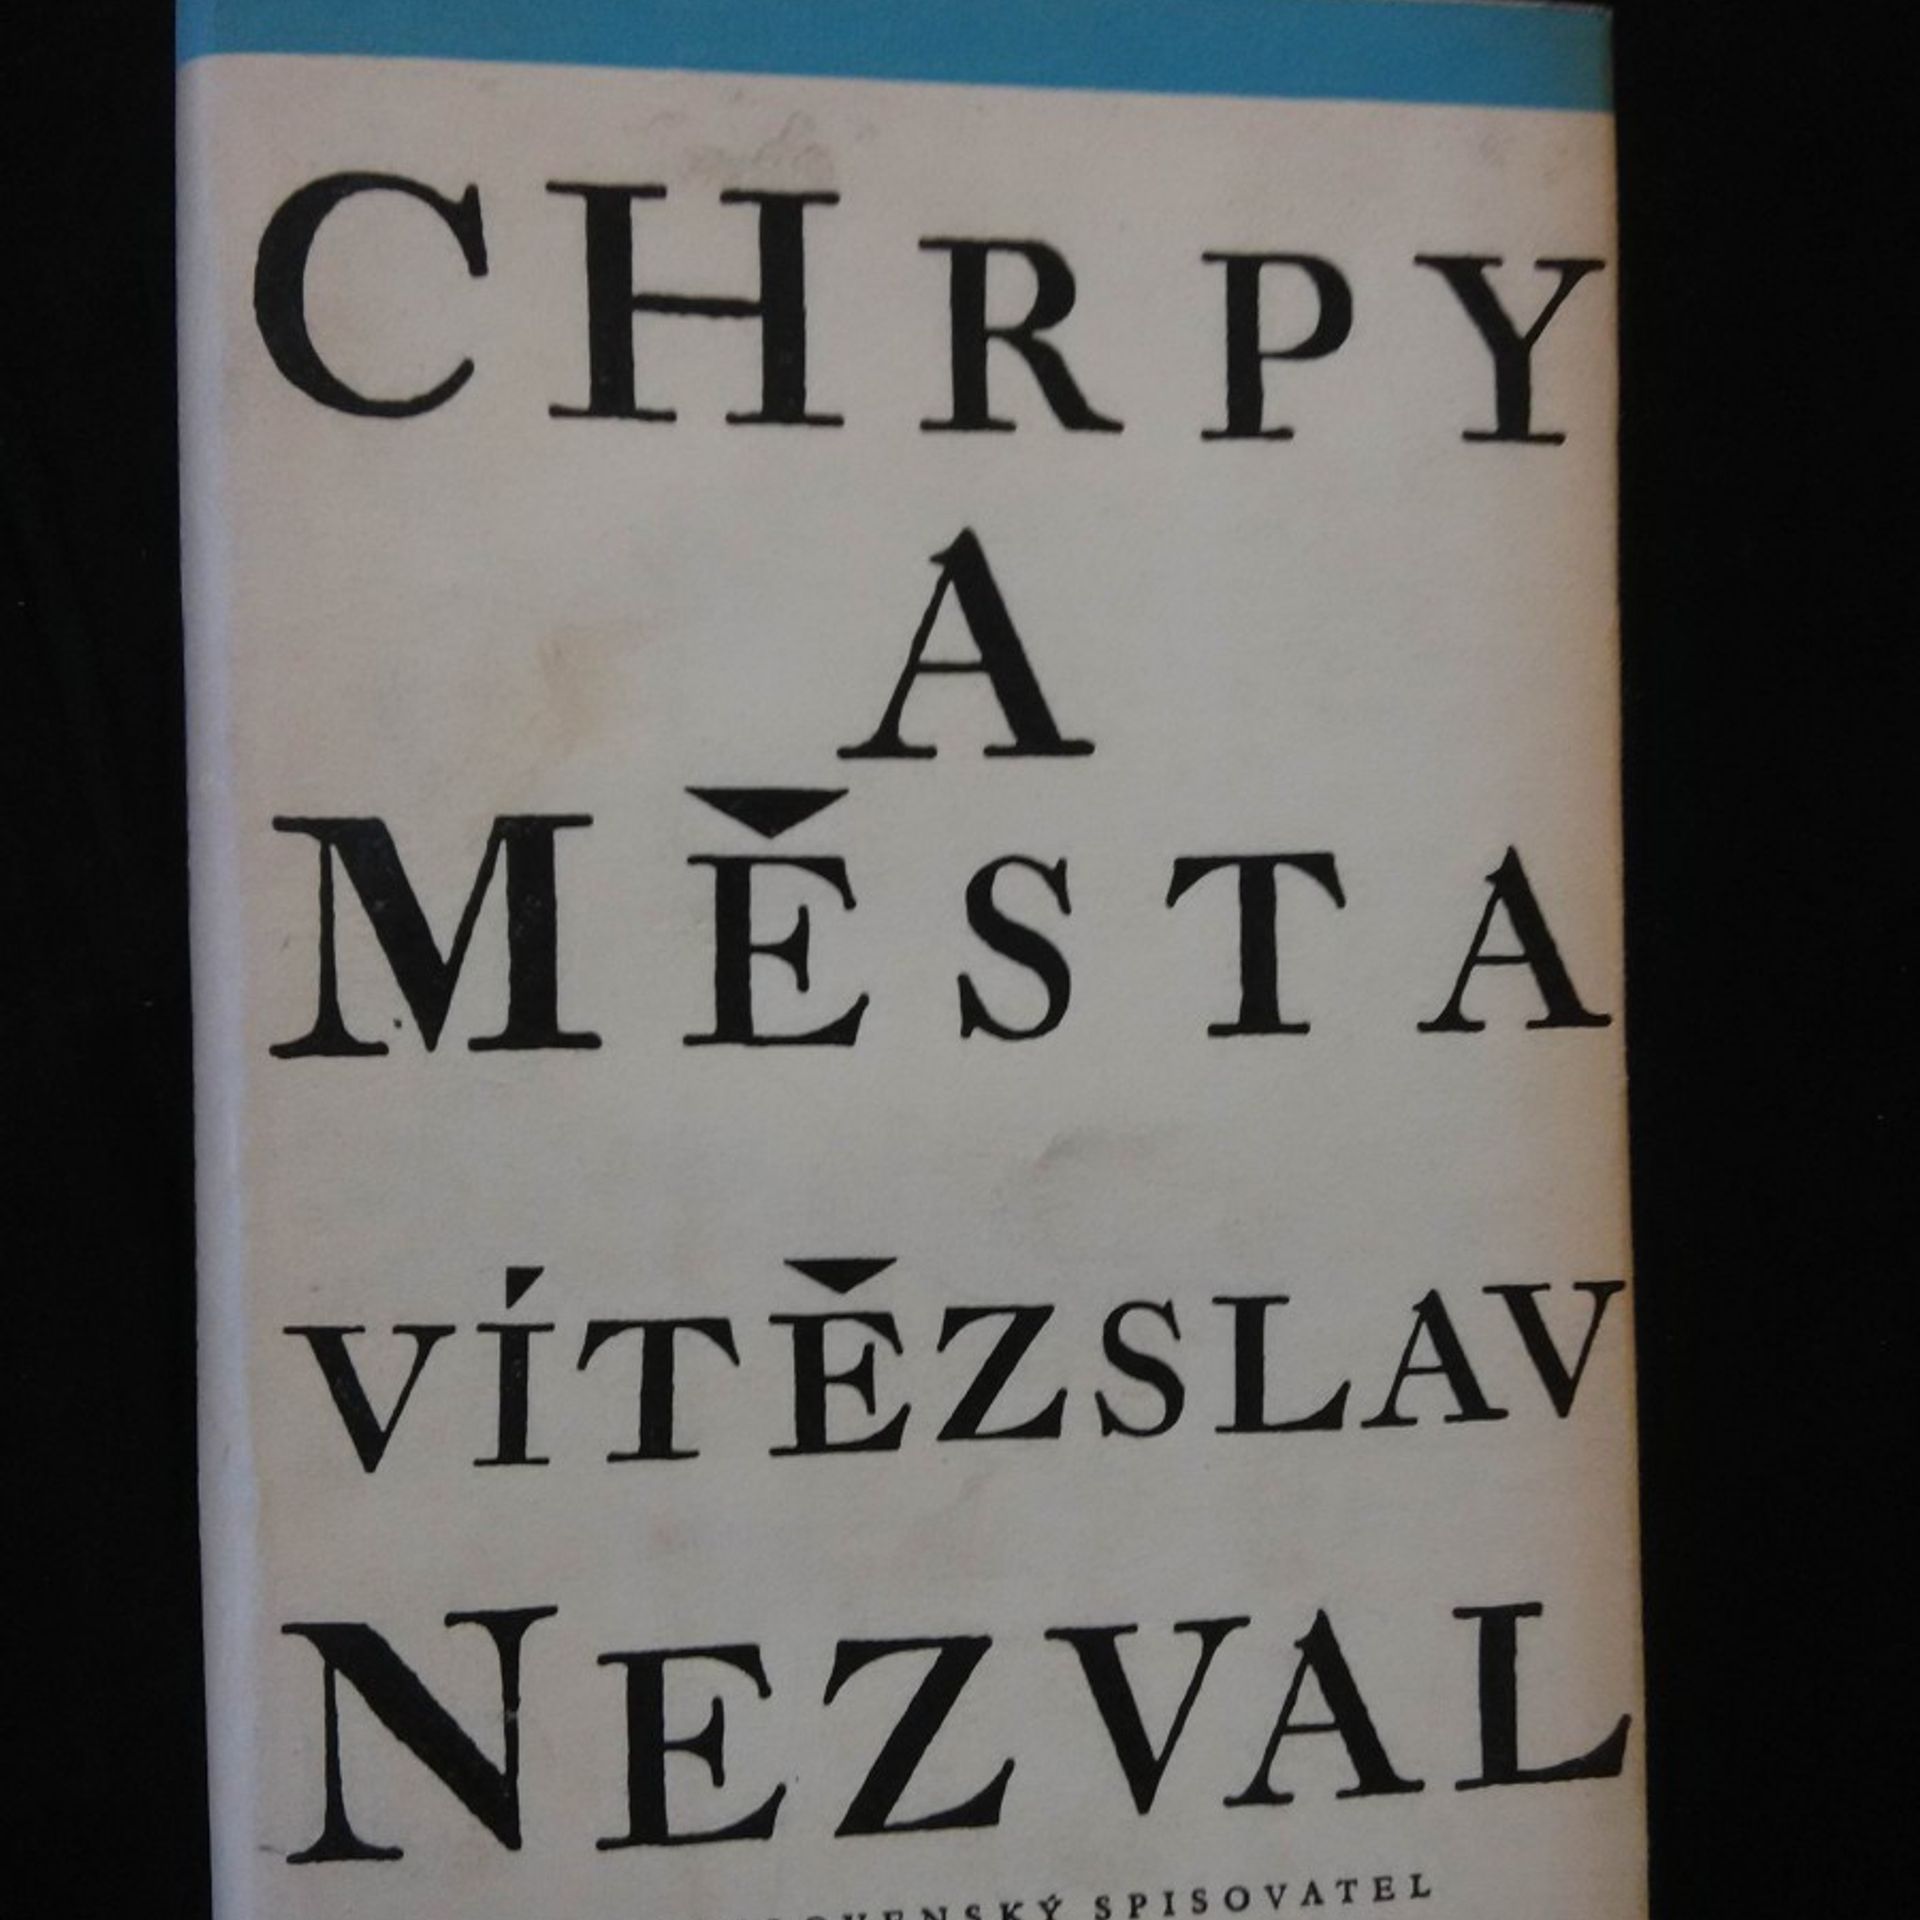 CHRPY
A
MĚSTA
VÍTĚZSLAV
NEZVAL
SPISOVATEL